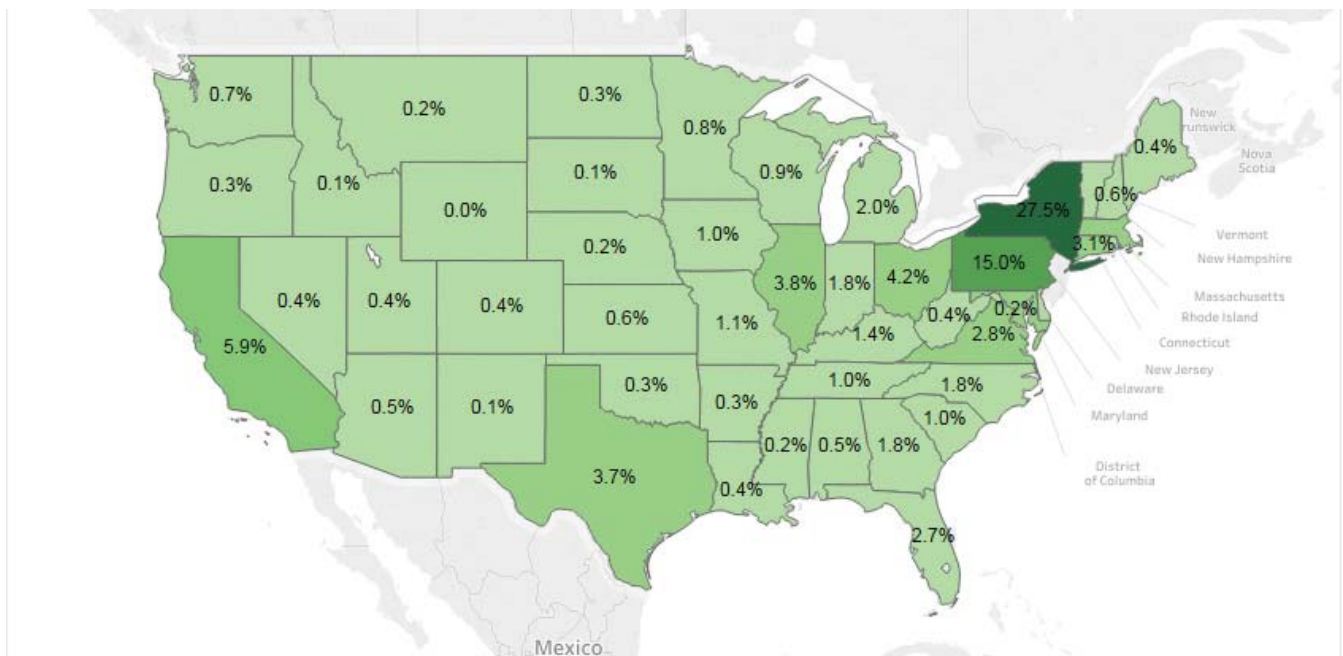 0.7%
0.2%
0.3%
0.8%
New
runswick
0.4%
Nova
Scotia
0.3%
0.1%
0.1%
0.9%
2.0%
0.6%
0.0%
27.5%
0.2%
1.0%
3.1%
Vermont
New Hampshire
15.0%
Massachusetts
0.4%
0.4%
0.4%
0.6%
3.8%
1.8%
4.2%
0.4%
0.2%
Rhode Island
Connecticut
5.9%
1.1%
1.4%
2.8%
New Jersey
Delaware
0.5%
0.1%
0.3%
0.3%
1.0%
1.8%
Maryland
1.0%
3.7%
0.2%
0.5%
1.8%
District
of Columbia
0.4%
2.7%
Mexico